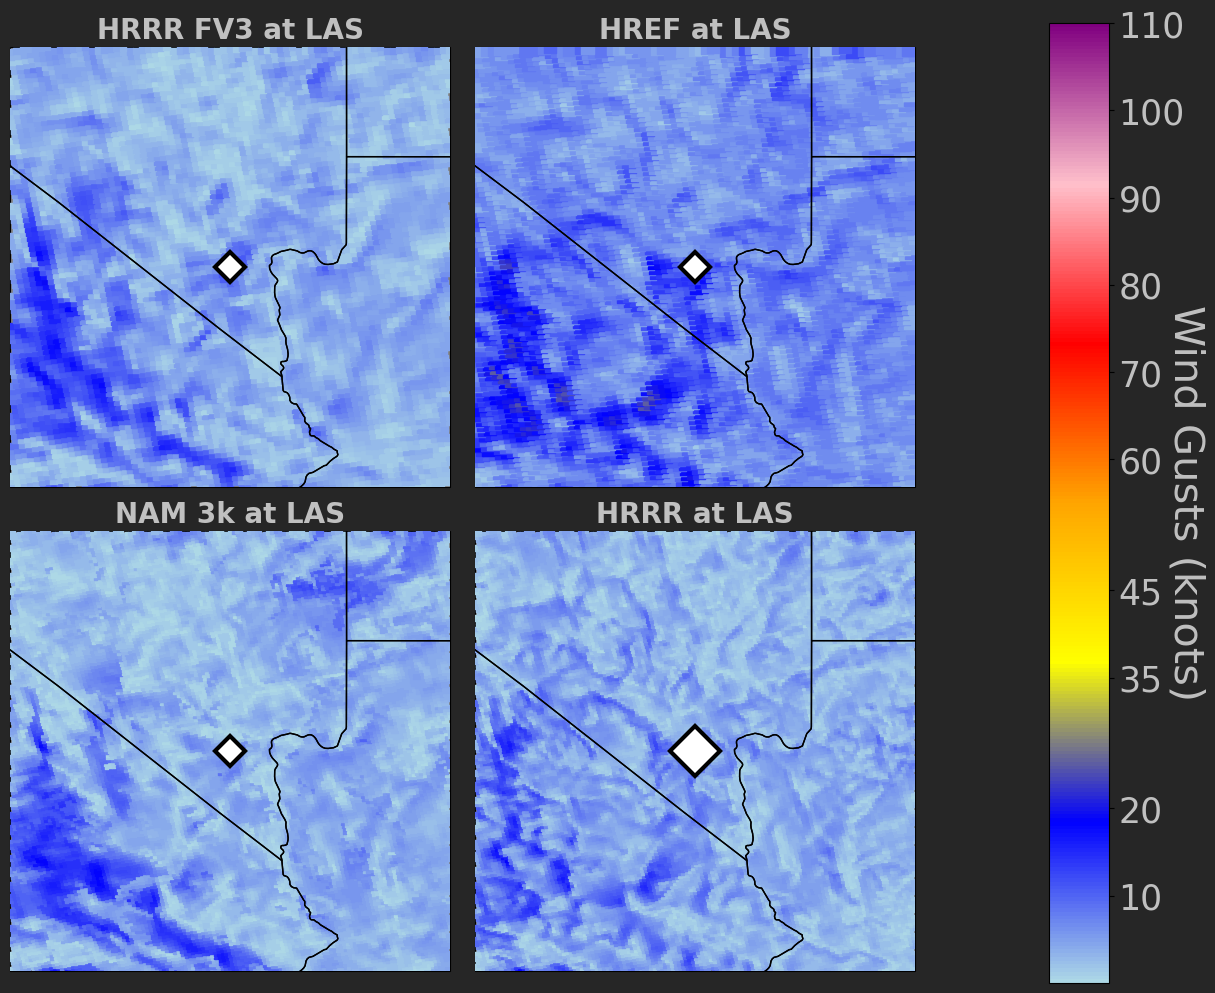 HRRR FV3 at LAS
HREF at LAS
NAM 3k at LAS
HRRR at LAS
110
100
90
80
70
60
45
35
20
10
Wind Gusts (knots)